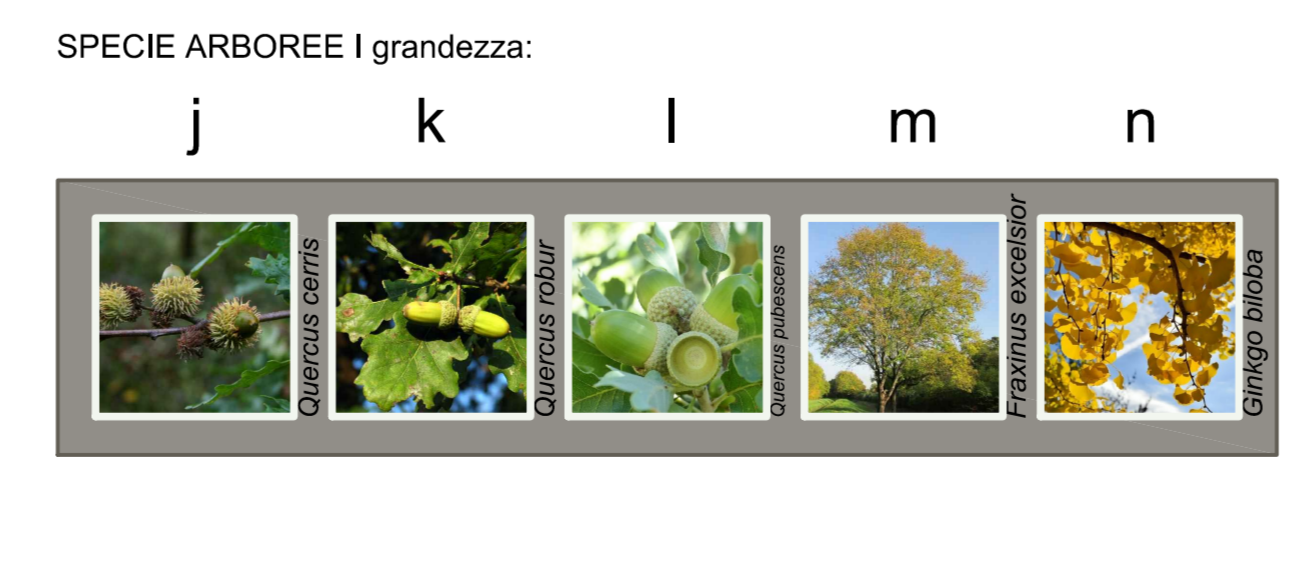 SPECIE ARBOREE I grandezza:
j k l m n
Quercus cerris
Quercus robur
Quercus pubescens
Fraxinus excelsior
Ginkgo biloba